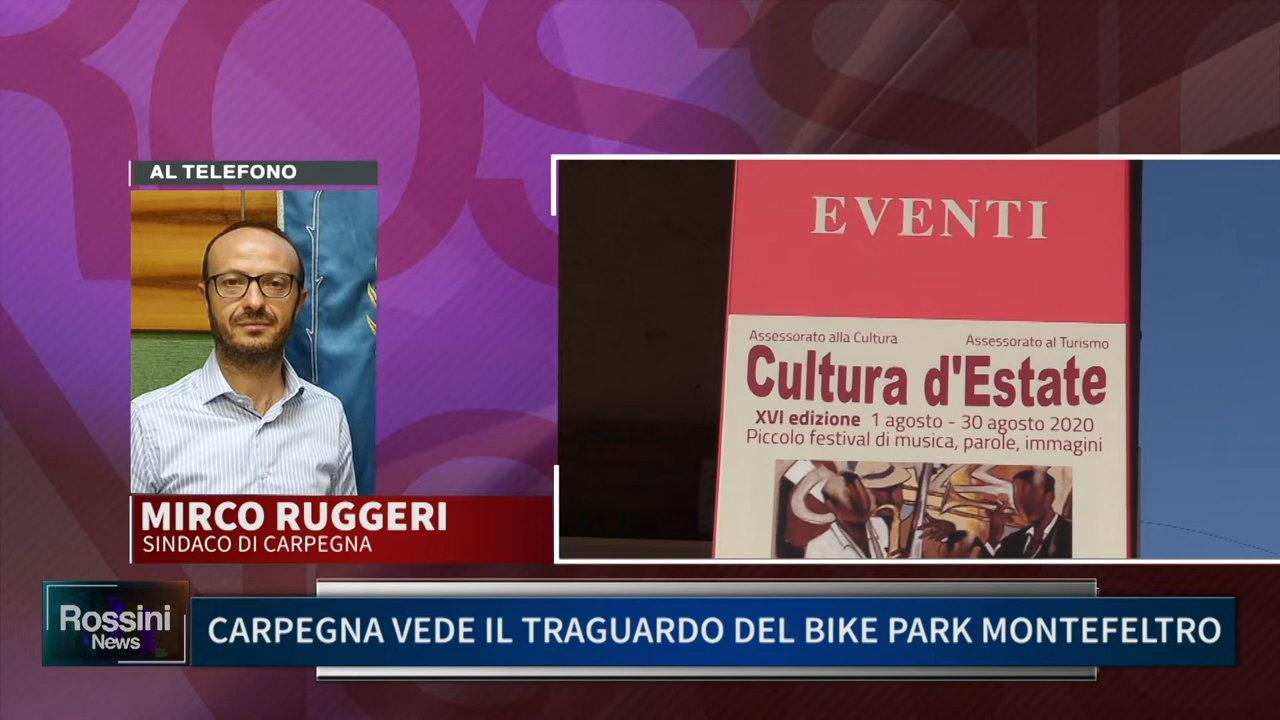 AL TELEFONO
MIRCO RUGGERI
SINDACO DI CARPEGNA
EVENTI
Assessorato alla Cultura
Assessorato al Turismo
Cultura d'Estate
XVI edizione 1 agosto - 30 agosto 2020
Piccolo festival di musica, parole, immagini
Rossini
News
CARPEGNA VEDE IL TRAGUARDO DEL BIKE PARK MONTEFELTRO